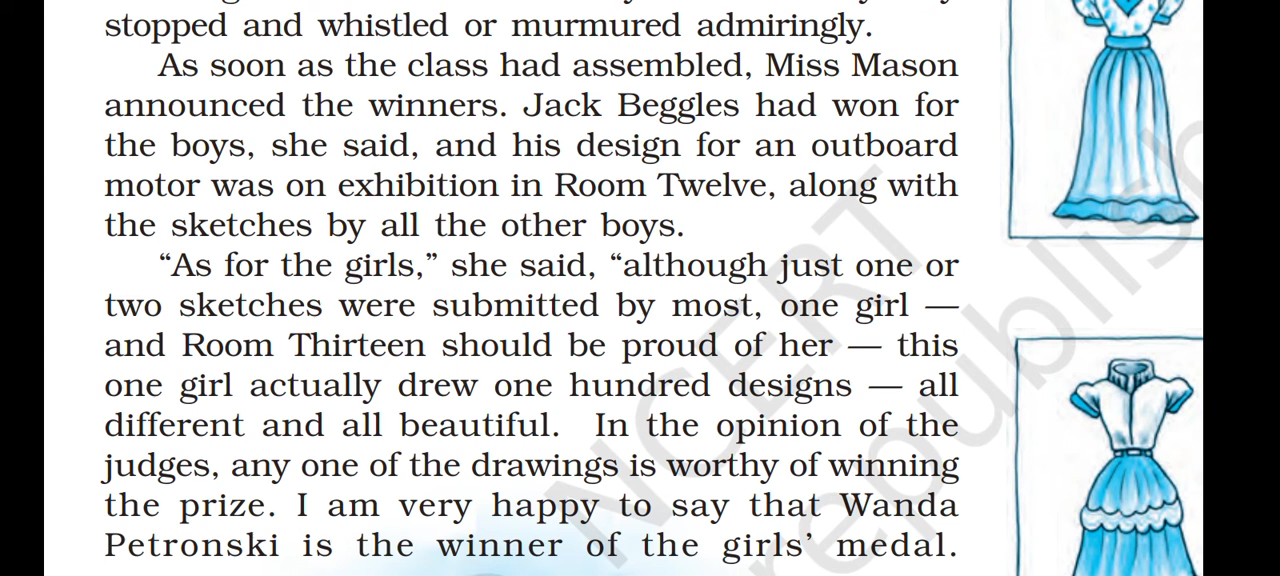 stopped and whistled or murmured admiringly.
As soon as the class had assembled, Miss Mason
announced the winners. Jack Beggles had won for
the boys, she said, and his design for an outboard
motor was on exhibition in Room Twelve, along with
the sketches by all the other boys.
“As for the girls,” she said, “although just one or
two sketches were submitted by most, one girl —
and Room Thirteen should be proud of her — this
one girl actually drew one hundred designs — all
different and all beautiful. In the opinion of the
judges, any one of the drawings is worthy of winning
the prize. I am very happy to say that Wanda
Petronski is the winner of the girls’ medal.
NCERT
republish